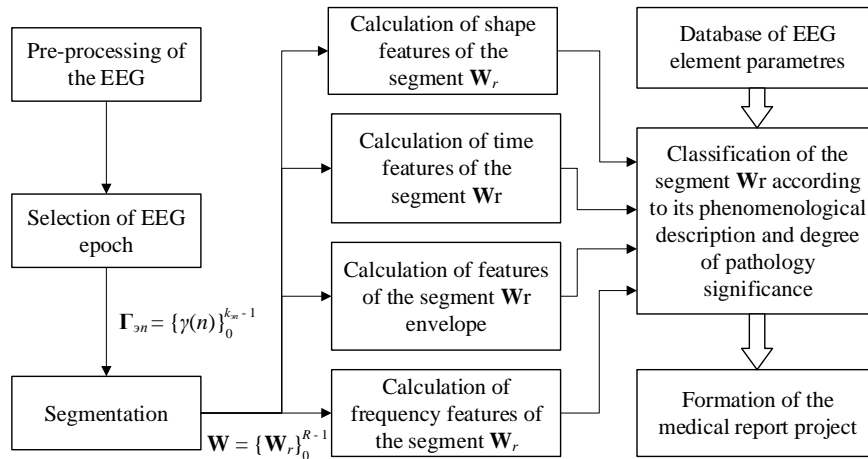 Pre-processing of
the EEG
Selection of EEG
epoch
Γэп = {γ(n)}₀^{kэп - 1}
Segmentation
W = {Wr}₀^{R - 1}
Calculation of shape
features of the
segment Wr
Calculation of time
features of the
segment Wr
Calculation of features
of the segment Wr
envelope
Calculation of
frequency features of
the segment Wr
Database of EEG
element parametres
Classification of the
segment Wr according
to its phenomenological
description and degree
of pathology
significance
Formation of the
medical report project